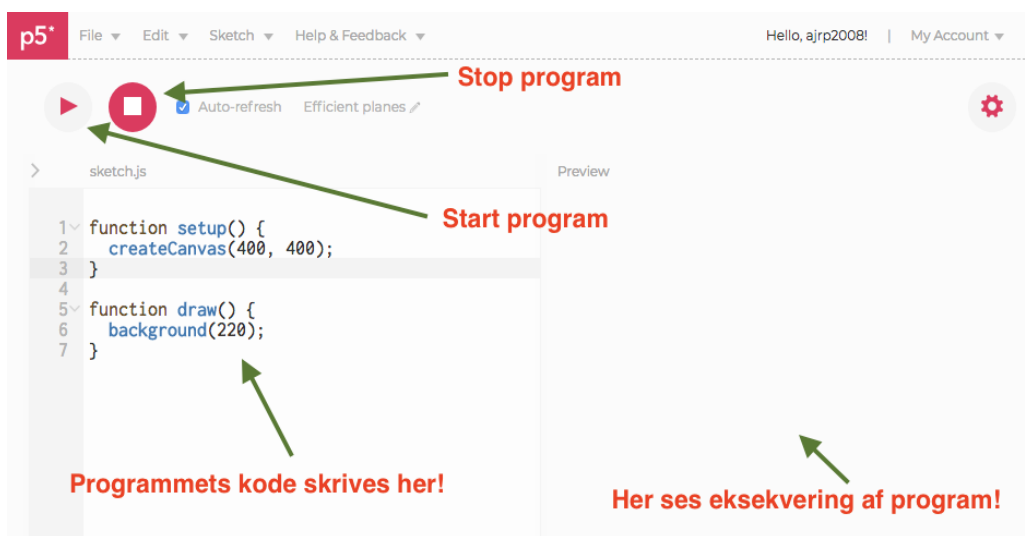 p5* File Edit Sketch Help & Feedback Hello, ajrp2008! | My Account
Stop program
Auto-refresh Efficient planes
sketch.js Preview
Start program
1 function setup() {
2 createCanvas(400, 400);
3 }
4
5 function draw() {
6 background(220);
7 }
Programmets kode skrives her!
Her ses eksekvering af program!